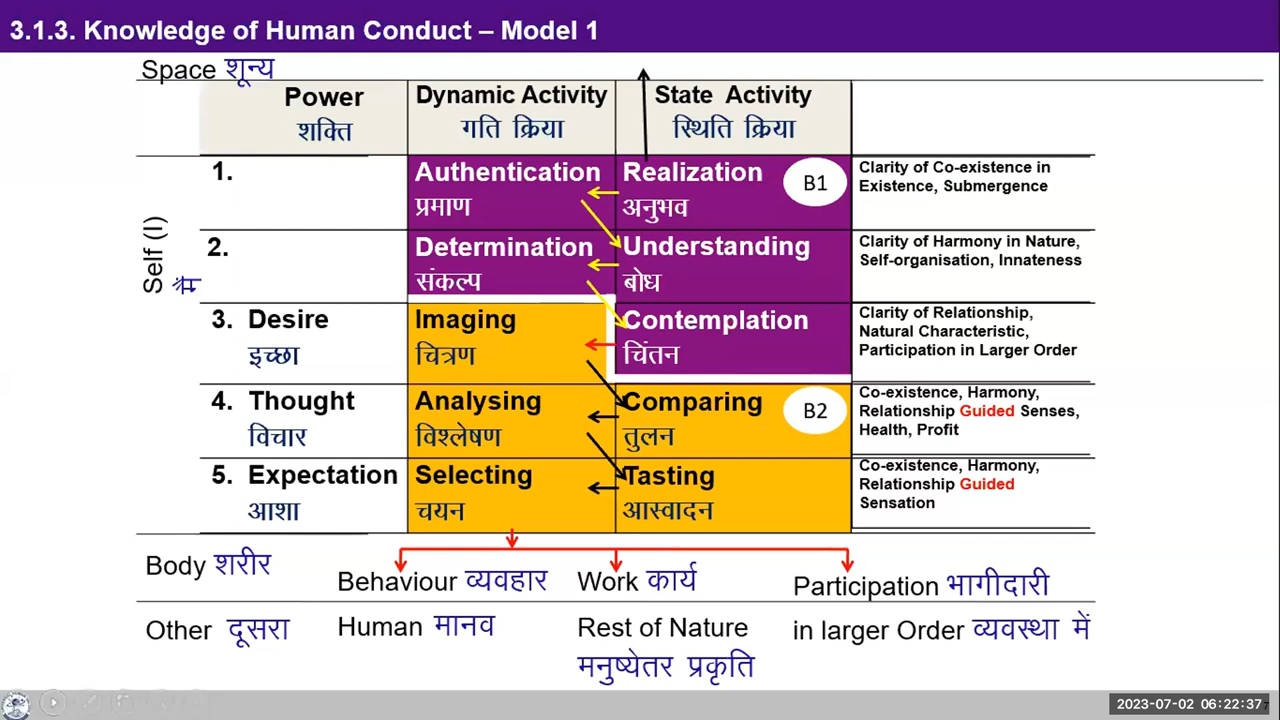 3.1.3. Knowledge of Human Conduct – Model 1
Space शून्य
Power
शक्ति
Dynamic Activity
गति क्रिया
State Activity
स्थिति क्रिया
Self (I)
मैं
1.
Authentication
प्रमाण
Realization
अनुभव
B1
Clarity of Co-existence in
Existence, Submergence
2.
Determination
संकल्प
Understanding
बोध
Clarity of Harmony in Nature,
Self-organisation, Innateness
3. Desire
इच्छा
Imaging
चित्रण
Contemplation
चिंतन
Clarity of Relationship,
Natural Characteristic,
Participation in Larger Order
4. Thought
विचार
Analysing
विश्लेषण
Comparing
तुलन
B2
Co-existence, Harmony,
Relationship Guided Senses,
Health, Profit
5. Expectation
आशा
Selecting
चयन
Tasting
आस्वादन
Co-existence, Harmony,
Relationship Guided
Sensation
Body शरीर
Behaviour व्यवहार
Work कार्य
Participation भागीदारी
Other दूसरा
Human मानव
Rest of Nature
मनुष्येतर प्रकृति
in larger Order व्यवस्था में
2023-07-02 06:22:37
7